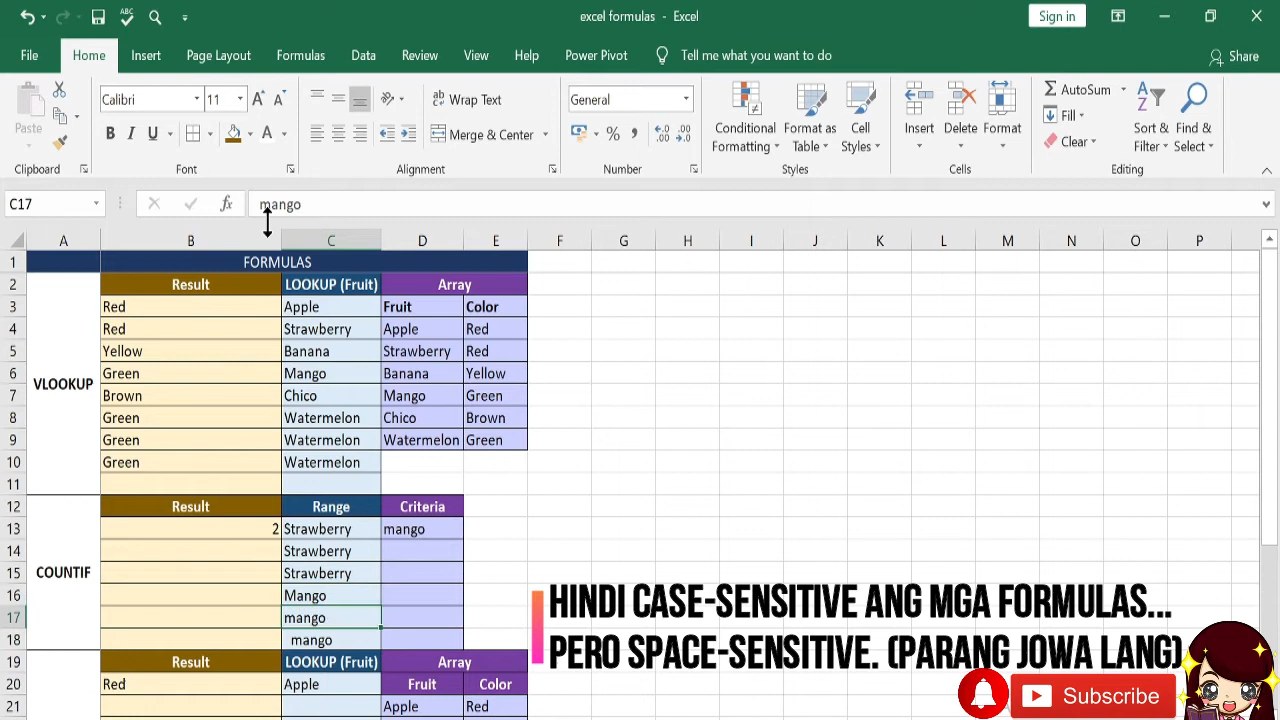 excel formulas - Excel
Sign in
File Home Insert Page Layout Formulas Data Review View Help Power Pivot Tell me what you want to do Share
Paste
Calibri 11
B I U A
Wrap Text
Merge & Center
General
% ,
Conditional Formatting
Format as Table
Cell Styles
Insert Delete Format
AutoSum
Fill
Clear
Sort & Filter
Find & Select
Clipboard Font Alignment Number Styles Cells Editing
C17 fx mango
A B C D E F G H I J K L M N O P
1 FORMULAS
2 Result LOOKUP (Fruit) Array
3 Red Apple Fruit Color
4 Red Strawberry Apple Red
5 Yellow Banana Strawberry Red
6 Green Mango Banana Yellow
VLOOKUP
7 Brown Chico Mango Green
8 Green Watermelon Chico Brown
9 Green Watermelon Watermelon Green
10 Green Watermelon
11
12 Result Range Criteria
13 2 Strawberry mango
14 Strawberry
15 COUNTIF Strawberry
16 Mango
17 mango
18 mango
19 Result LOOKUP (Fruit) Array
20 Red Apple Fruit Color
21 Apple Red
HINDI CASE-SENSITIVE ANG MGA FORMULAS...
PERO SPACE-SENSITIVE. (PARANG JOWA LANG)
Subscribe